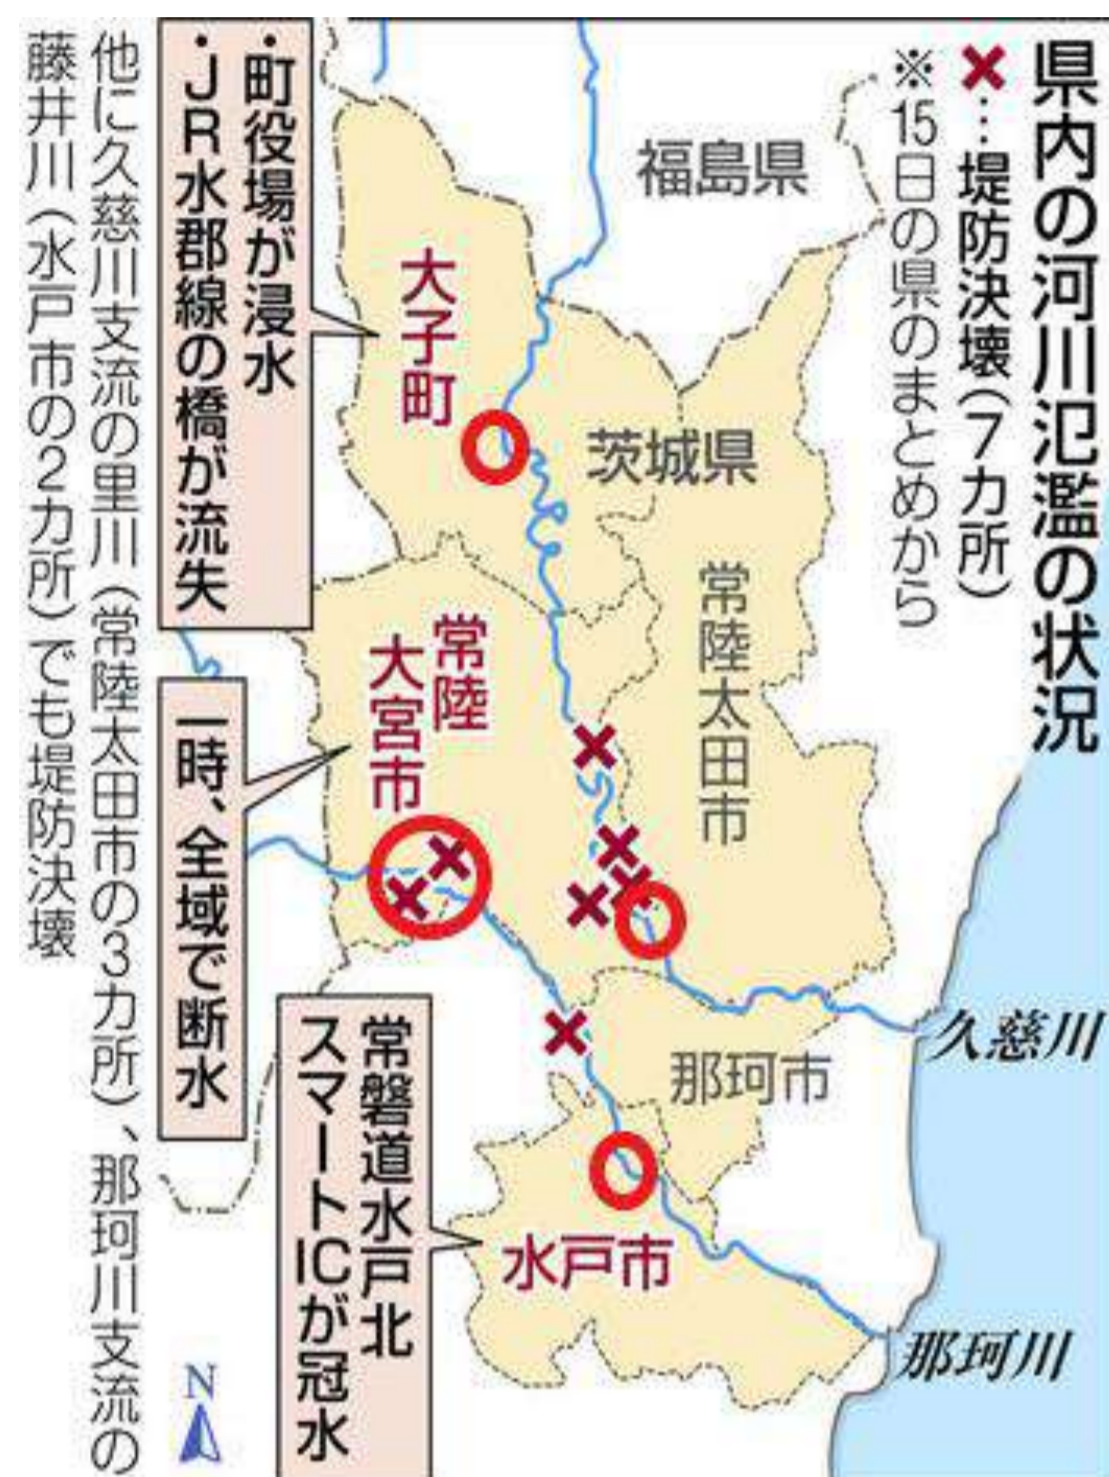 県内の河川氾濫の状況
×…堤防決壊（7カ所）
※15日の県のまとめから
福島県
大子町
茨城県
常陸太田市
常陸
大宮市
那珂市
水戸市
久慈川
那珂川
・町役場が浸水
・JR水郡線の橋が流失
一時、全域で断水
常磐道水戸北
スマートICが冠水
他に久慈川支流の里川（常陸太田市の3カ所）、那珂川支流の
藤井川（水戸市の2カ所）でも堤防決壊
N